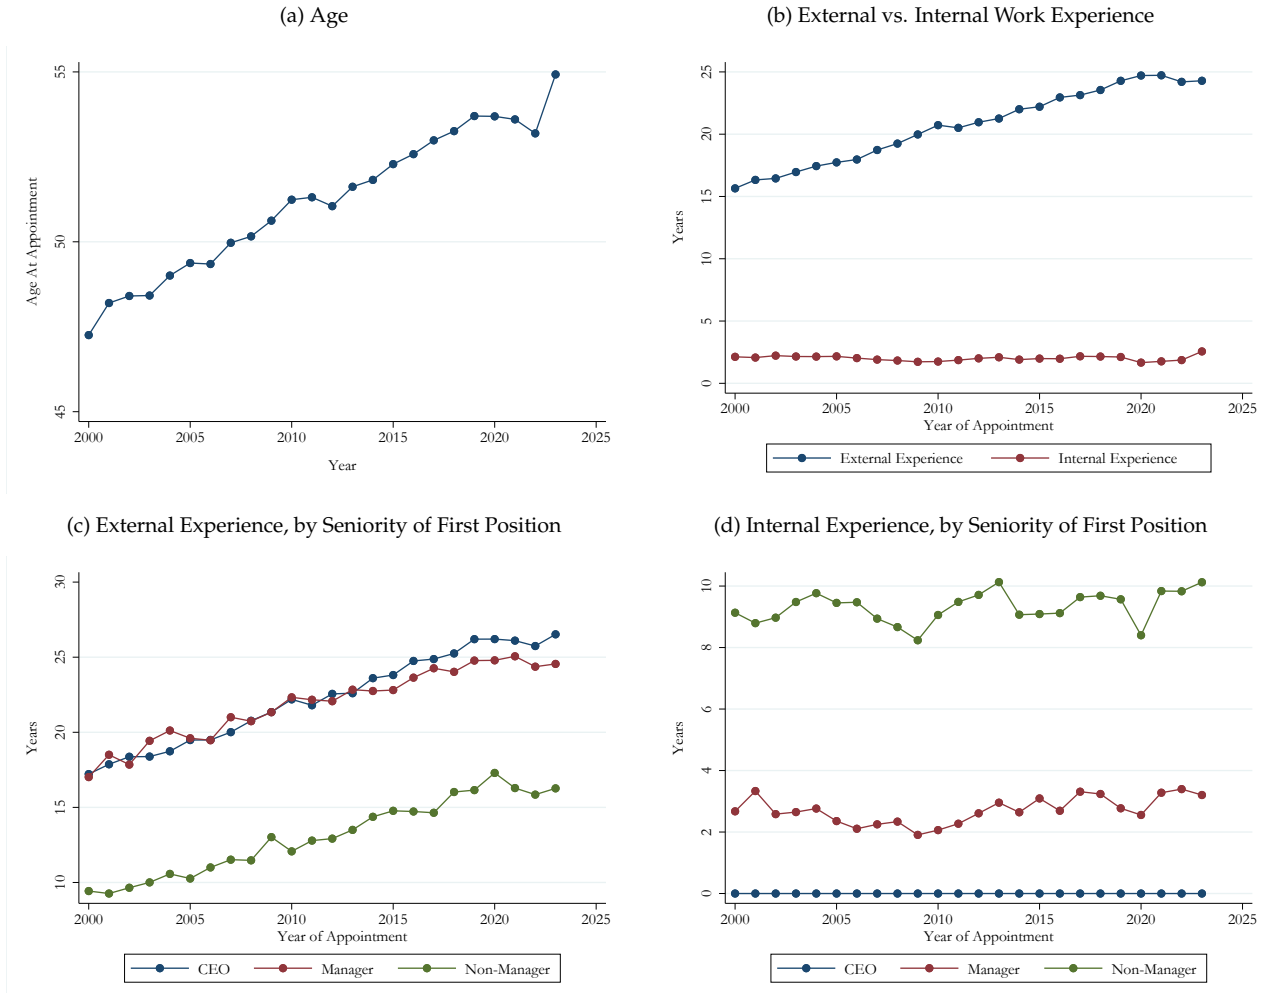 (a) Age
55
50
45
Age At Appointment
2000 2005 2010 2015 2020 2025
Year
(b) External vs. Internal Work Experience
25
20
15
10
5
0
Years
2000 2005 2010 2015 2020 2025
Year of Appointment
External Experience Internal Experience
(c) External Experience, by Seniority of First Position
30
25
20
15
10
Years
2000 2005 2010 2015 2020 2025
Year of Appointment
CEO Manager Non-Manager
(d) Internal Experience, by Seniority of First Position
10
8
6
4
2
0
Years
2000 2005 2010 2015 2020 2025
Year of Appointment
CEO Manager Non-Manager